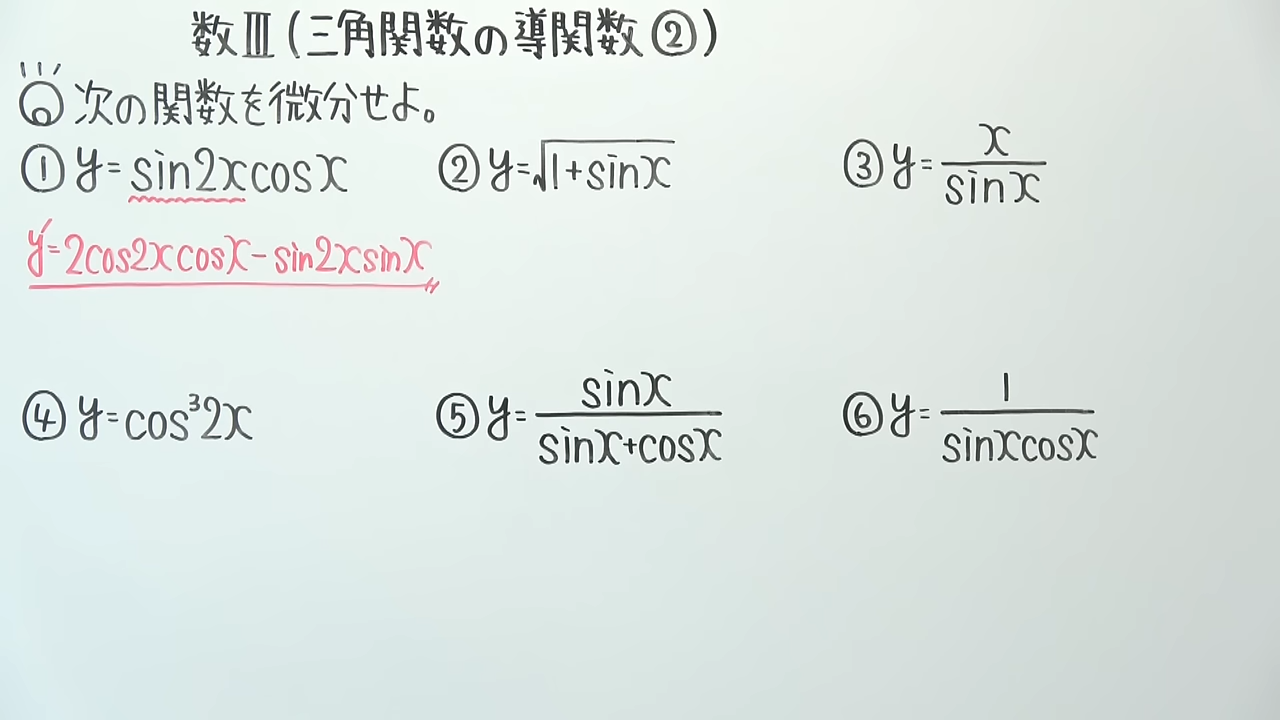 数Ⅲ(三角関数の導関数②)
Q 次の関数を微分せよ。
① y=sin2xcosx
② y=√1+sinx
③ y=x/sinx
y'=2cos2xcosx-sin2xsinx
④ y=cos³2x
⑤ y=sinx/sinx+cosx
⑥ y=1/sinxcosx